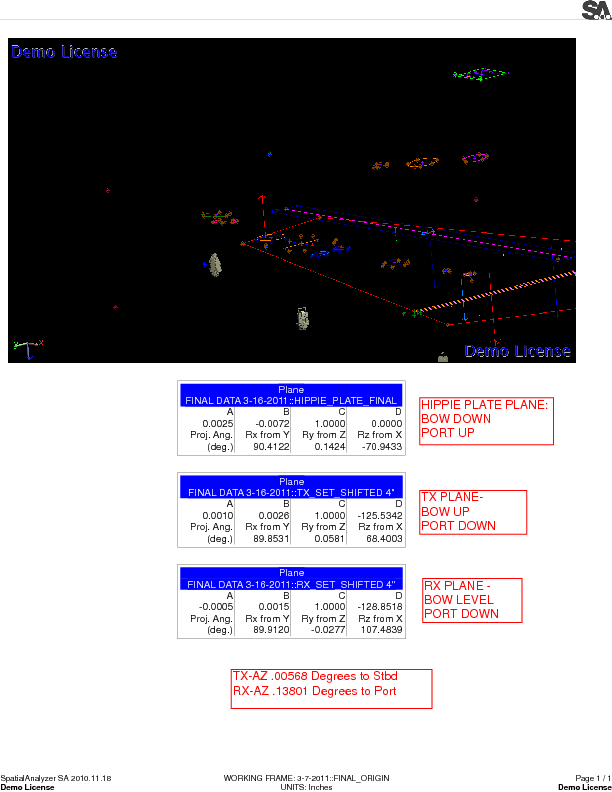 SA
Demo License
Demo License
Plane
FINAL DATA 3-16-2011::HIPPIE_PLATE_FINAL
A B C D
0.0025 -0.0072 1.0000 0.0000
Proj. Ang. Rx from Y Ry from Z Rz from X
(deg.) 90.4122 0.1424 -70.9433
HIPPIE PLATE PLANE:
BOW DOWN
PORT UP
Plane
FINAL DATA 3-16-2011::TX_SET_SHIFTED 4"
A B C D
0.0010 0.0026 1.0000 -125.5342
Proj. Ang. Rx from Y Ry from Z Rz from X
(deg.) 89.8531 0.0581 68.4003
TX PLANE-
BOW UP
PORT DOWN
Plane
FINAL DATA 3-16-2011::RX_SET_SHIFTED 4"
A B C D
-0.0005 0.0015 1.0000 -128.8518
Proj. Ang. Rx from Y Ry from Z Rz from X
(deg.) 89.9120 -0.0277 107.4839
RX PLANE -
BOW LEVEL
PORT DOWN
TX-AZ .00568 Degrees to Stbd
RX-AZ .13801 Degrees to Port
SpatialAnalyzer SA 2010.11.18 WORKING FRAME: 3-7-2011::FINAL_ORIGIN Page 1 / 1
Demo License UNITS: Inches Demo License